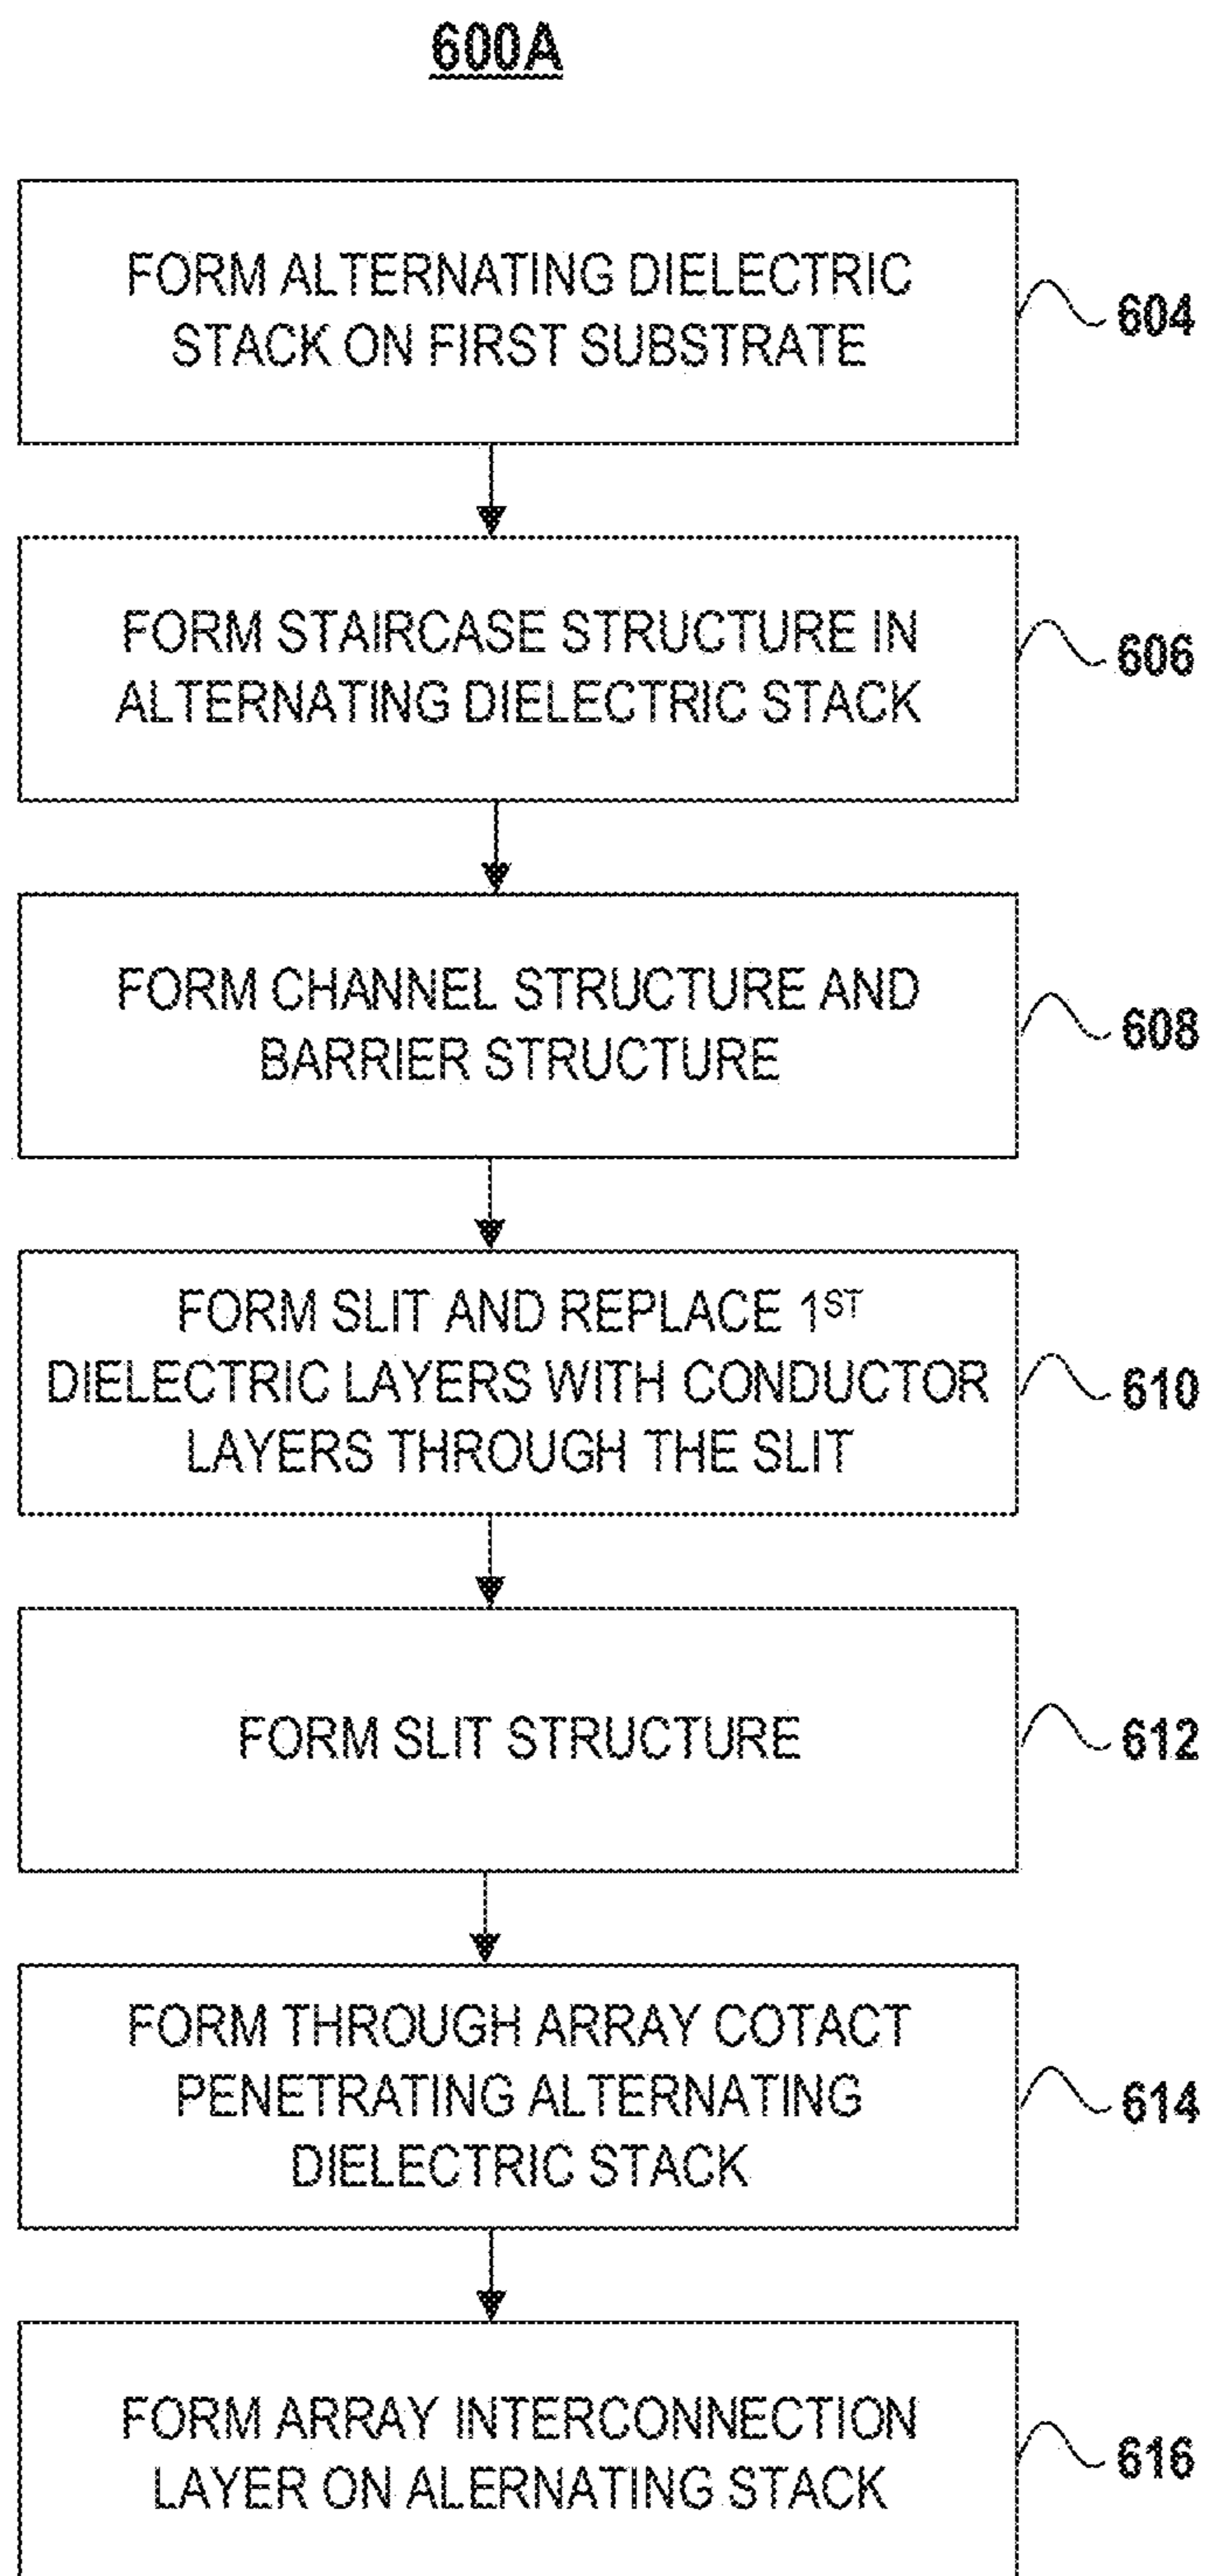 600A
FORM ALTERNATING DIELECTRIC
STACK ON FIRST SUBSTRATE
604
FORM STAIRCASE STRUCTURE IN
ALTERNATING DIELECTRIC STACK
606
FORM CHANNEL STRUCTURE AND
BARRIER STRUCTURE
608
FORM SLIT AND REPLACE 1ST
DIELECTRIC LAYERS WITH CONDUCTOR
LAYERS THROUGH THE SLIT
610
FORM SLIT STRUCTURE
612
FORM THROUGH ARRAY COTACT
PENETRATING ALTERNATING
DIELECTRIC STACK
614
FORM ARRAY INTERCONNECTION
LAYER ON ALERNATING STACK
616